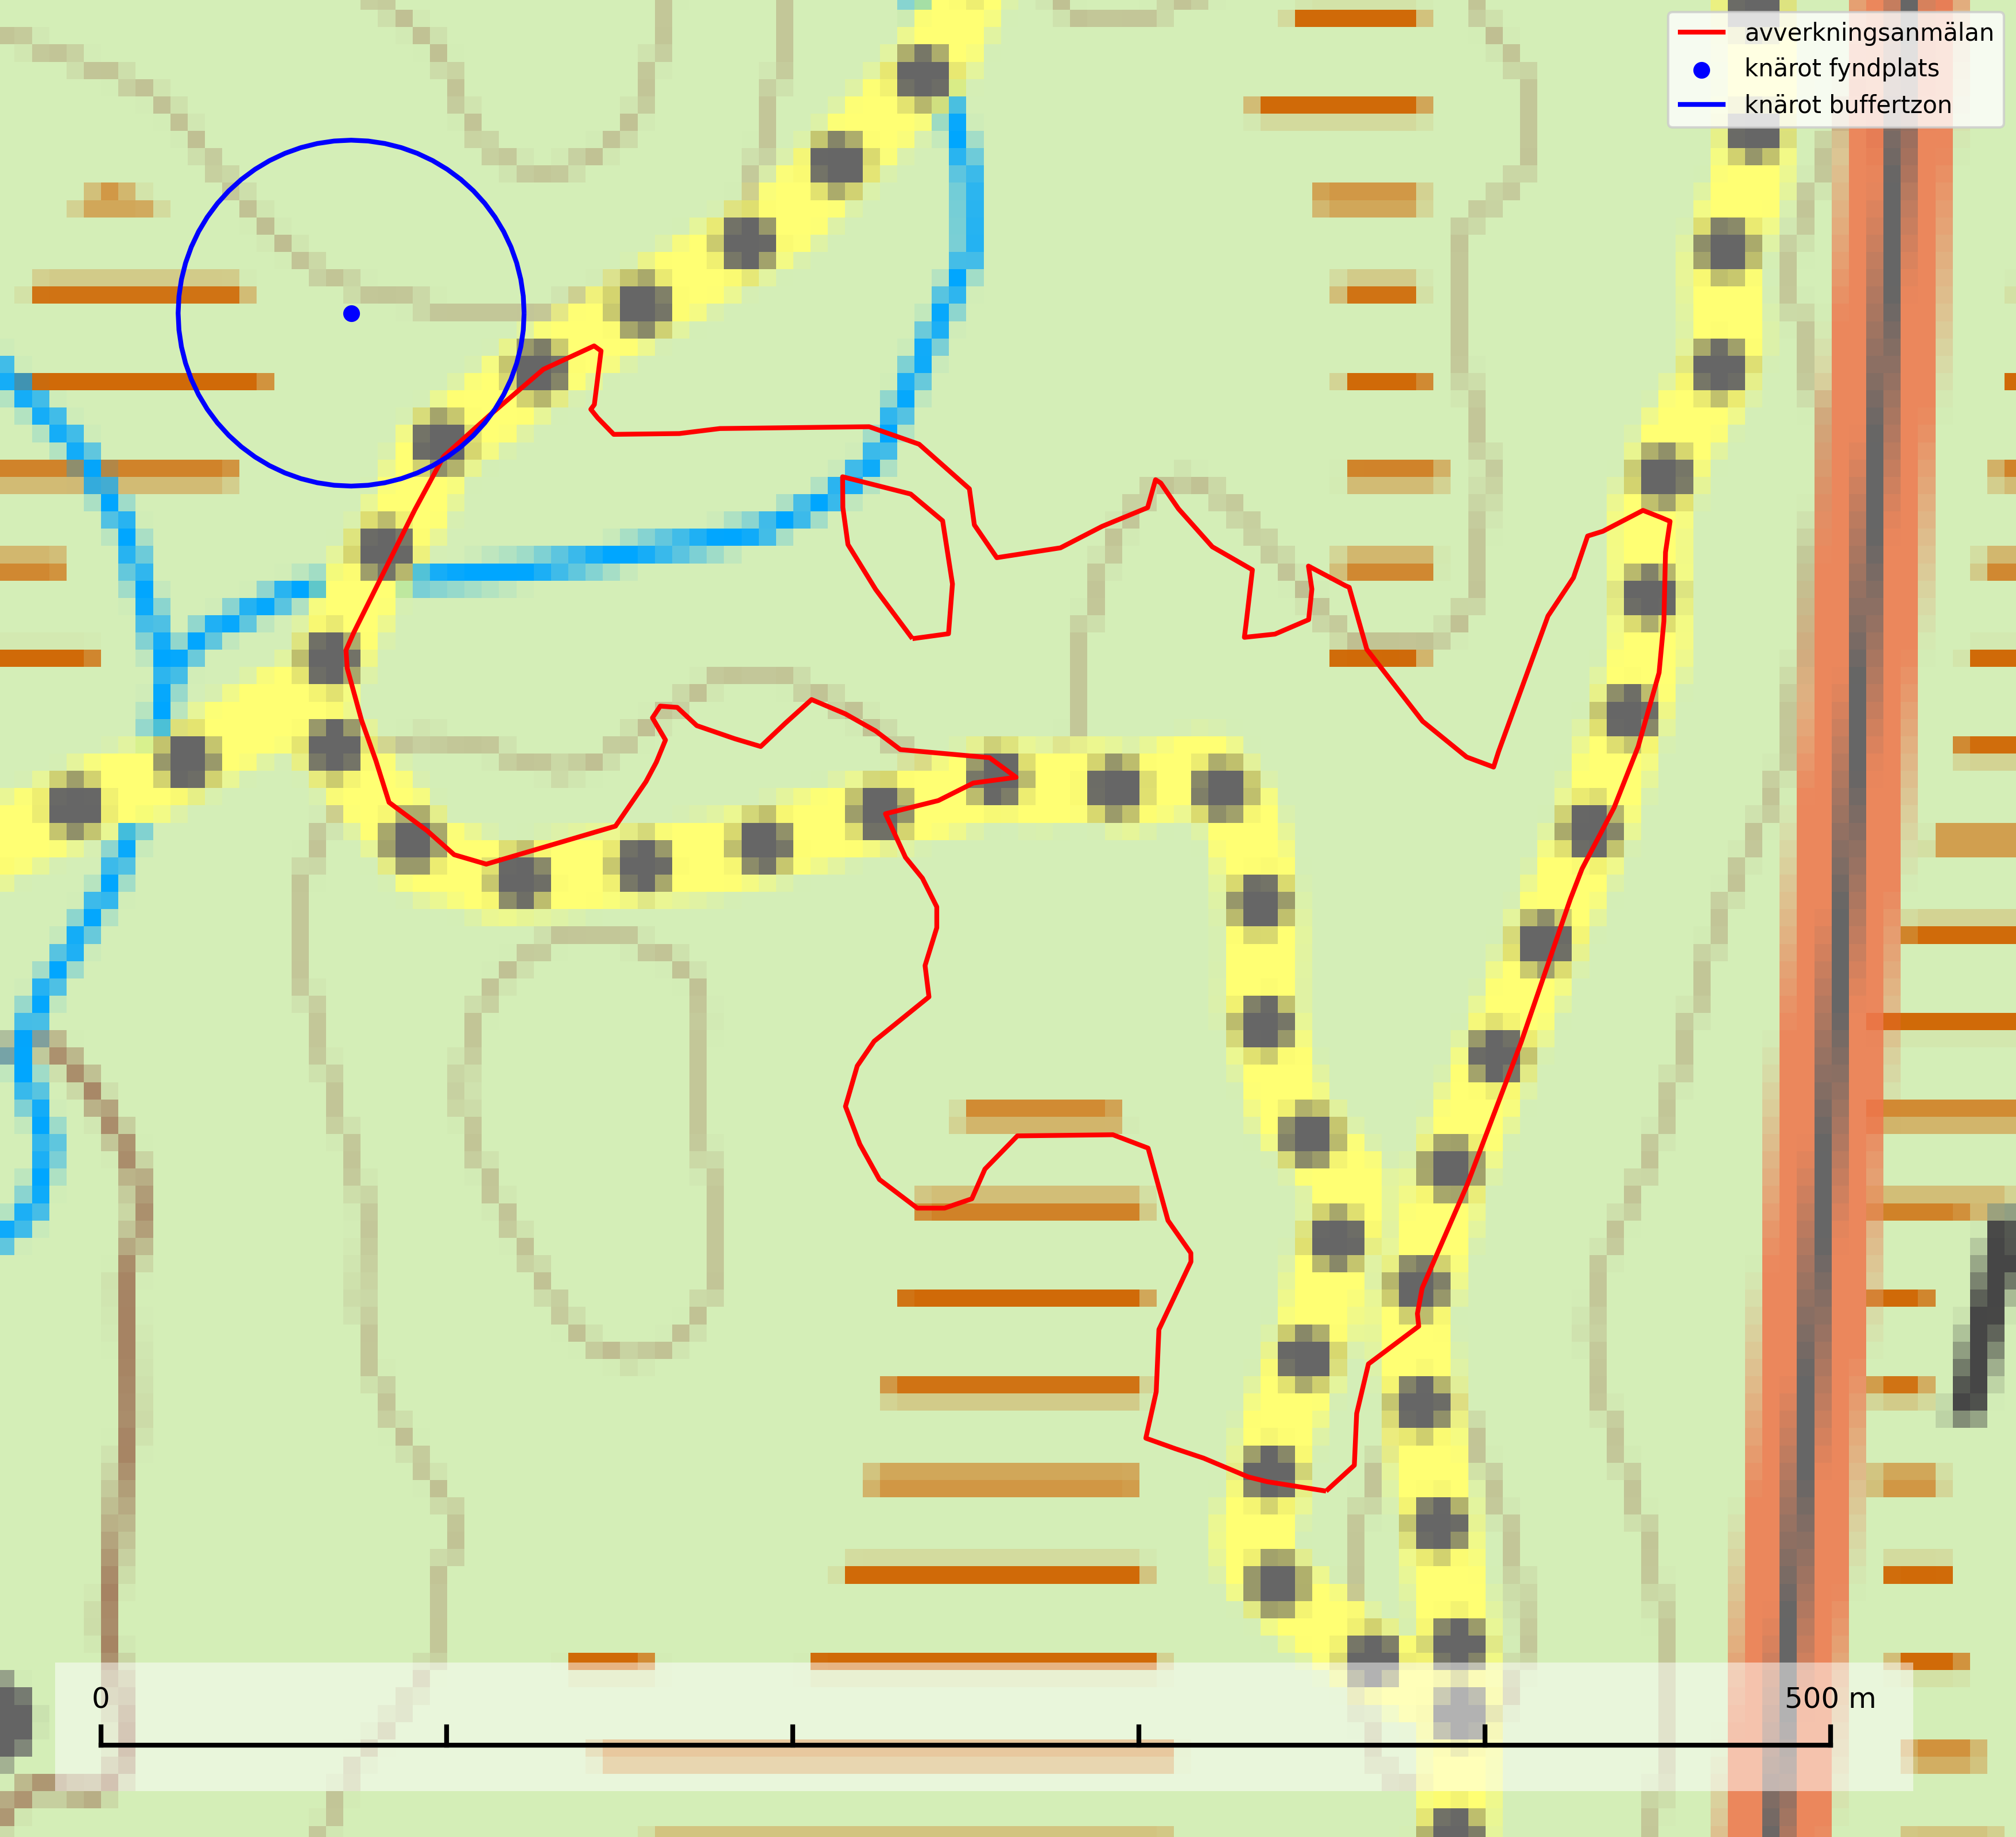 avverkningsanmälan
knärot fyndplats
knärot buffertzon
0 500 m